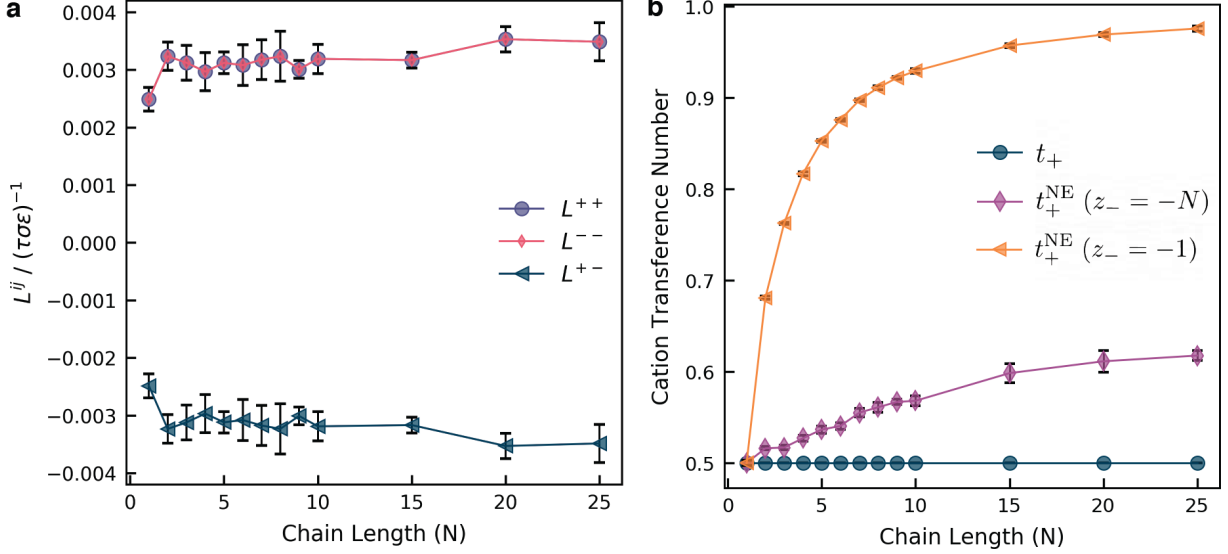 a
0.004
0.003
0.002
0.001
0.000
−0.001
−0.002
−0.003
−0.004
L^{ij} / (τσε)^{−1}
L^{++}
L^{−−}
L^{+−}
0
5
10
15
20
25
Chain Length (N)
b
1.0
0.9
0.8
0.7
0.6
0.5
Cation Transference Number
t_+
t_+^{NE} (z_− = −N)
t_+^{NE} (z_− = −1)
0
5
10
15
20
25
Chain Length (N)